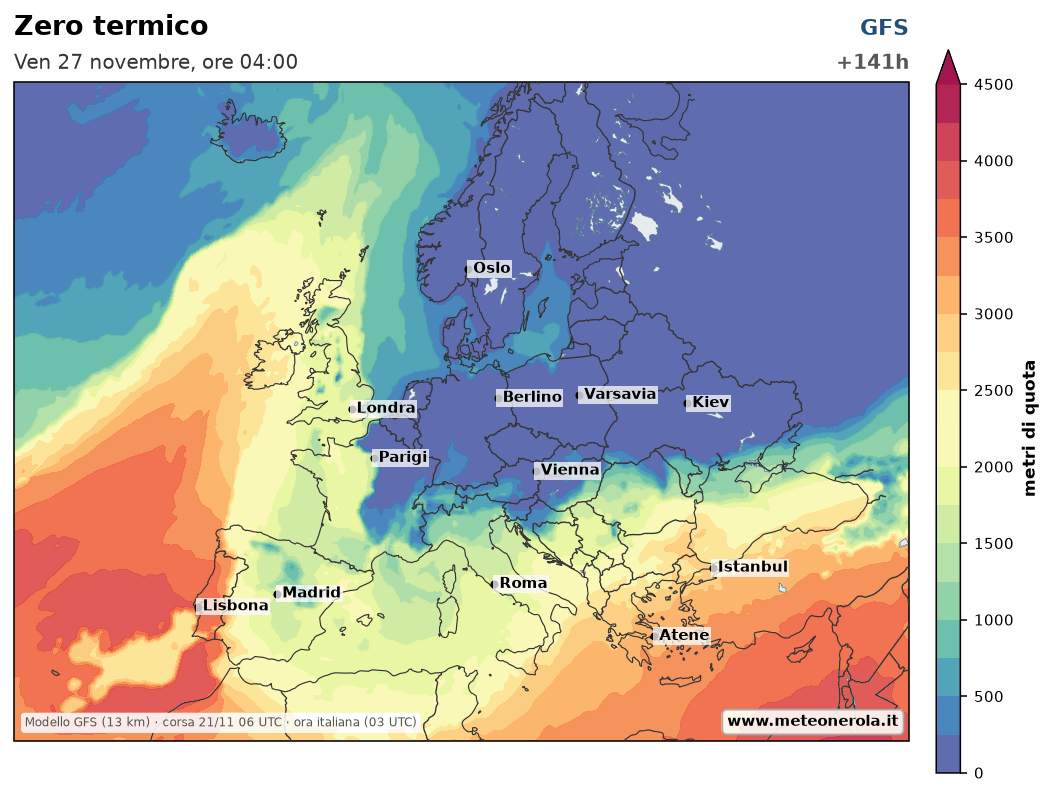 Zero termico
GFS
Ven 27 novembre, ore 04:00
+141h
4500
4000
3500
3000
2500
2000
1500
1000
500
0
metri di quota
Oslo
Berlino
Varsavia
Kiev
Londra
Parigi
Vienna
Istanbul
Roma
Madrid
Lisbona
Atene
Modello GFS (13 km) · corsa 21/11 06 UTC · ora italiana (03 UTC)
www.meteonerola.it